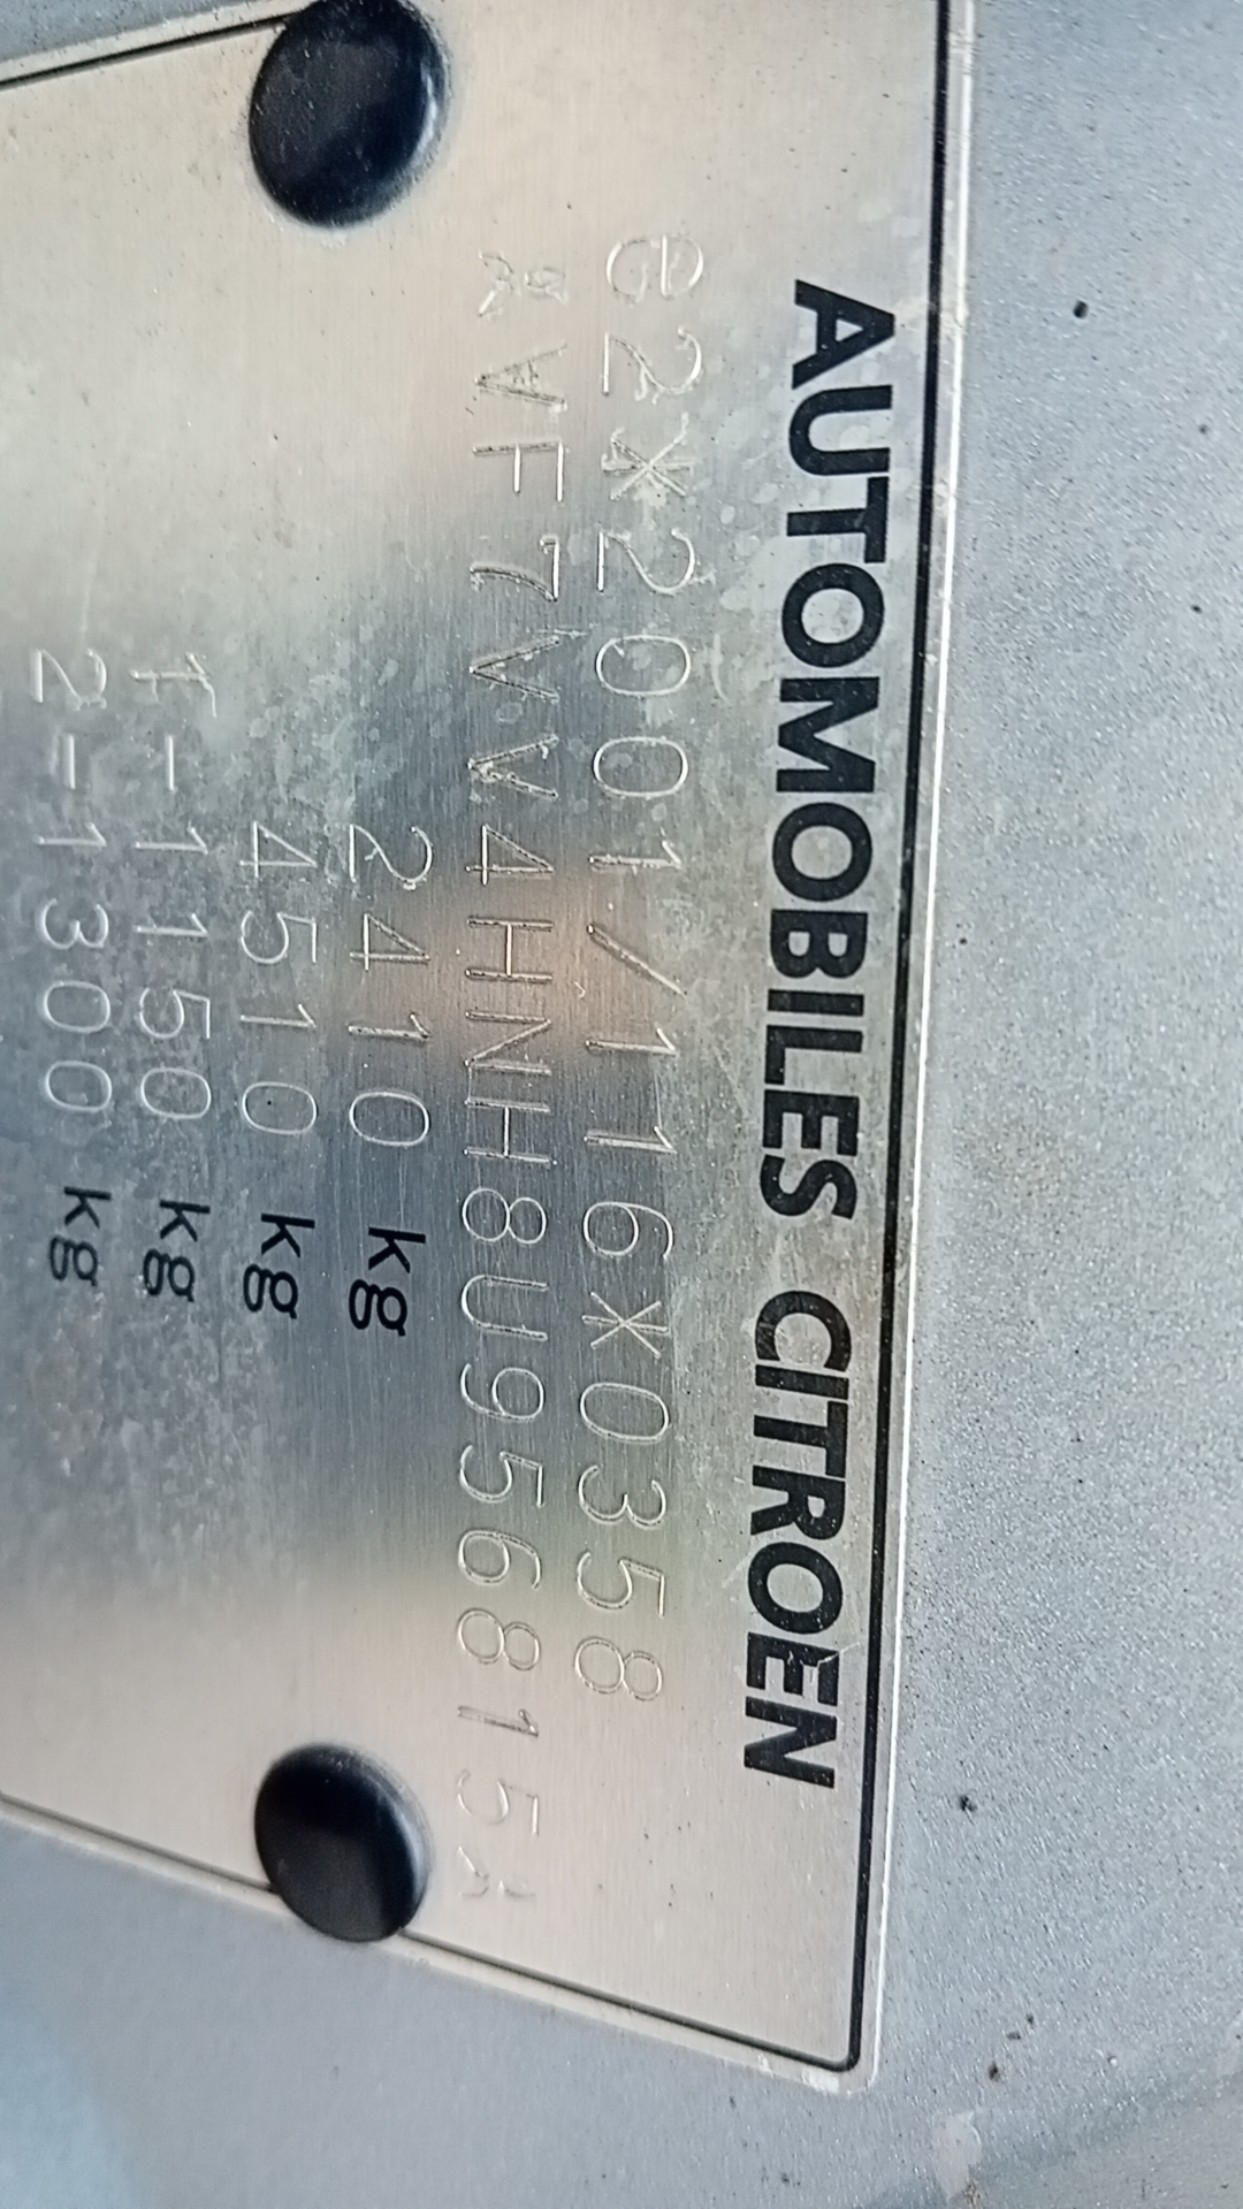 AUTOMOBILES CITROEN
e2*2001/116*0358
VF7VV4HNH8U956815
2410 kg
4510 kg
1-1150 kg
2-1300 kg